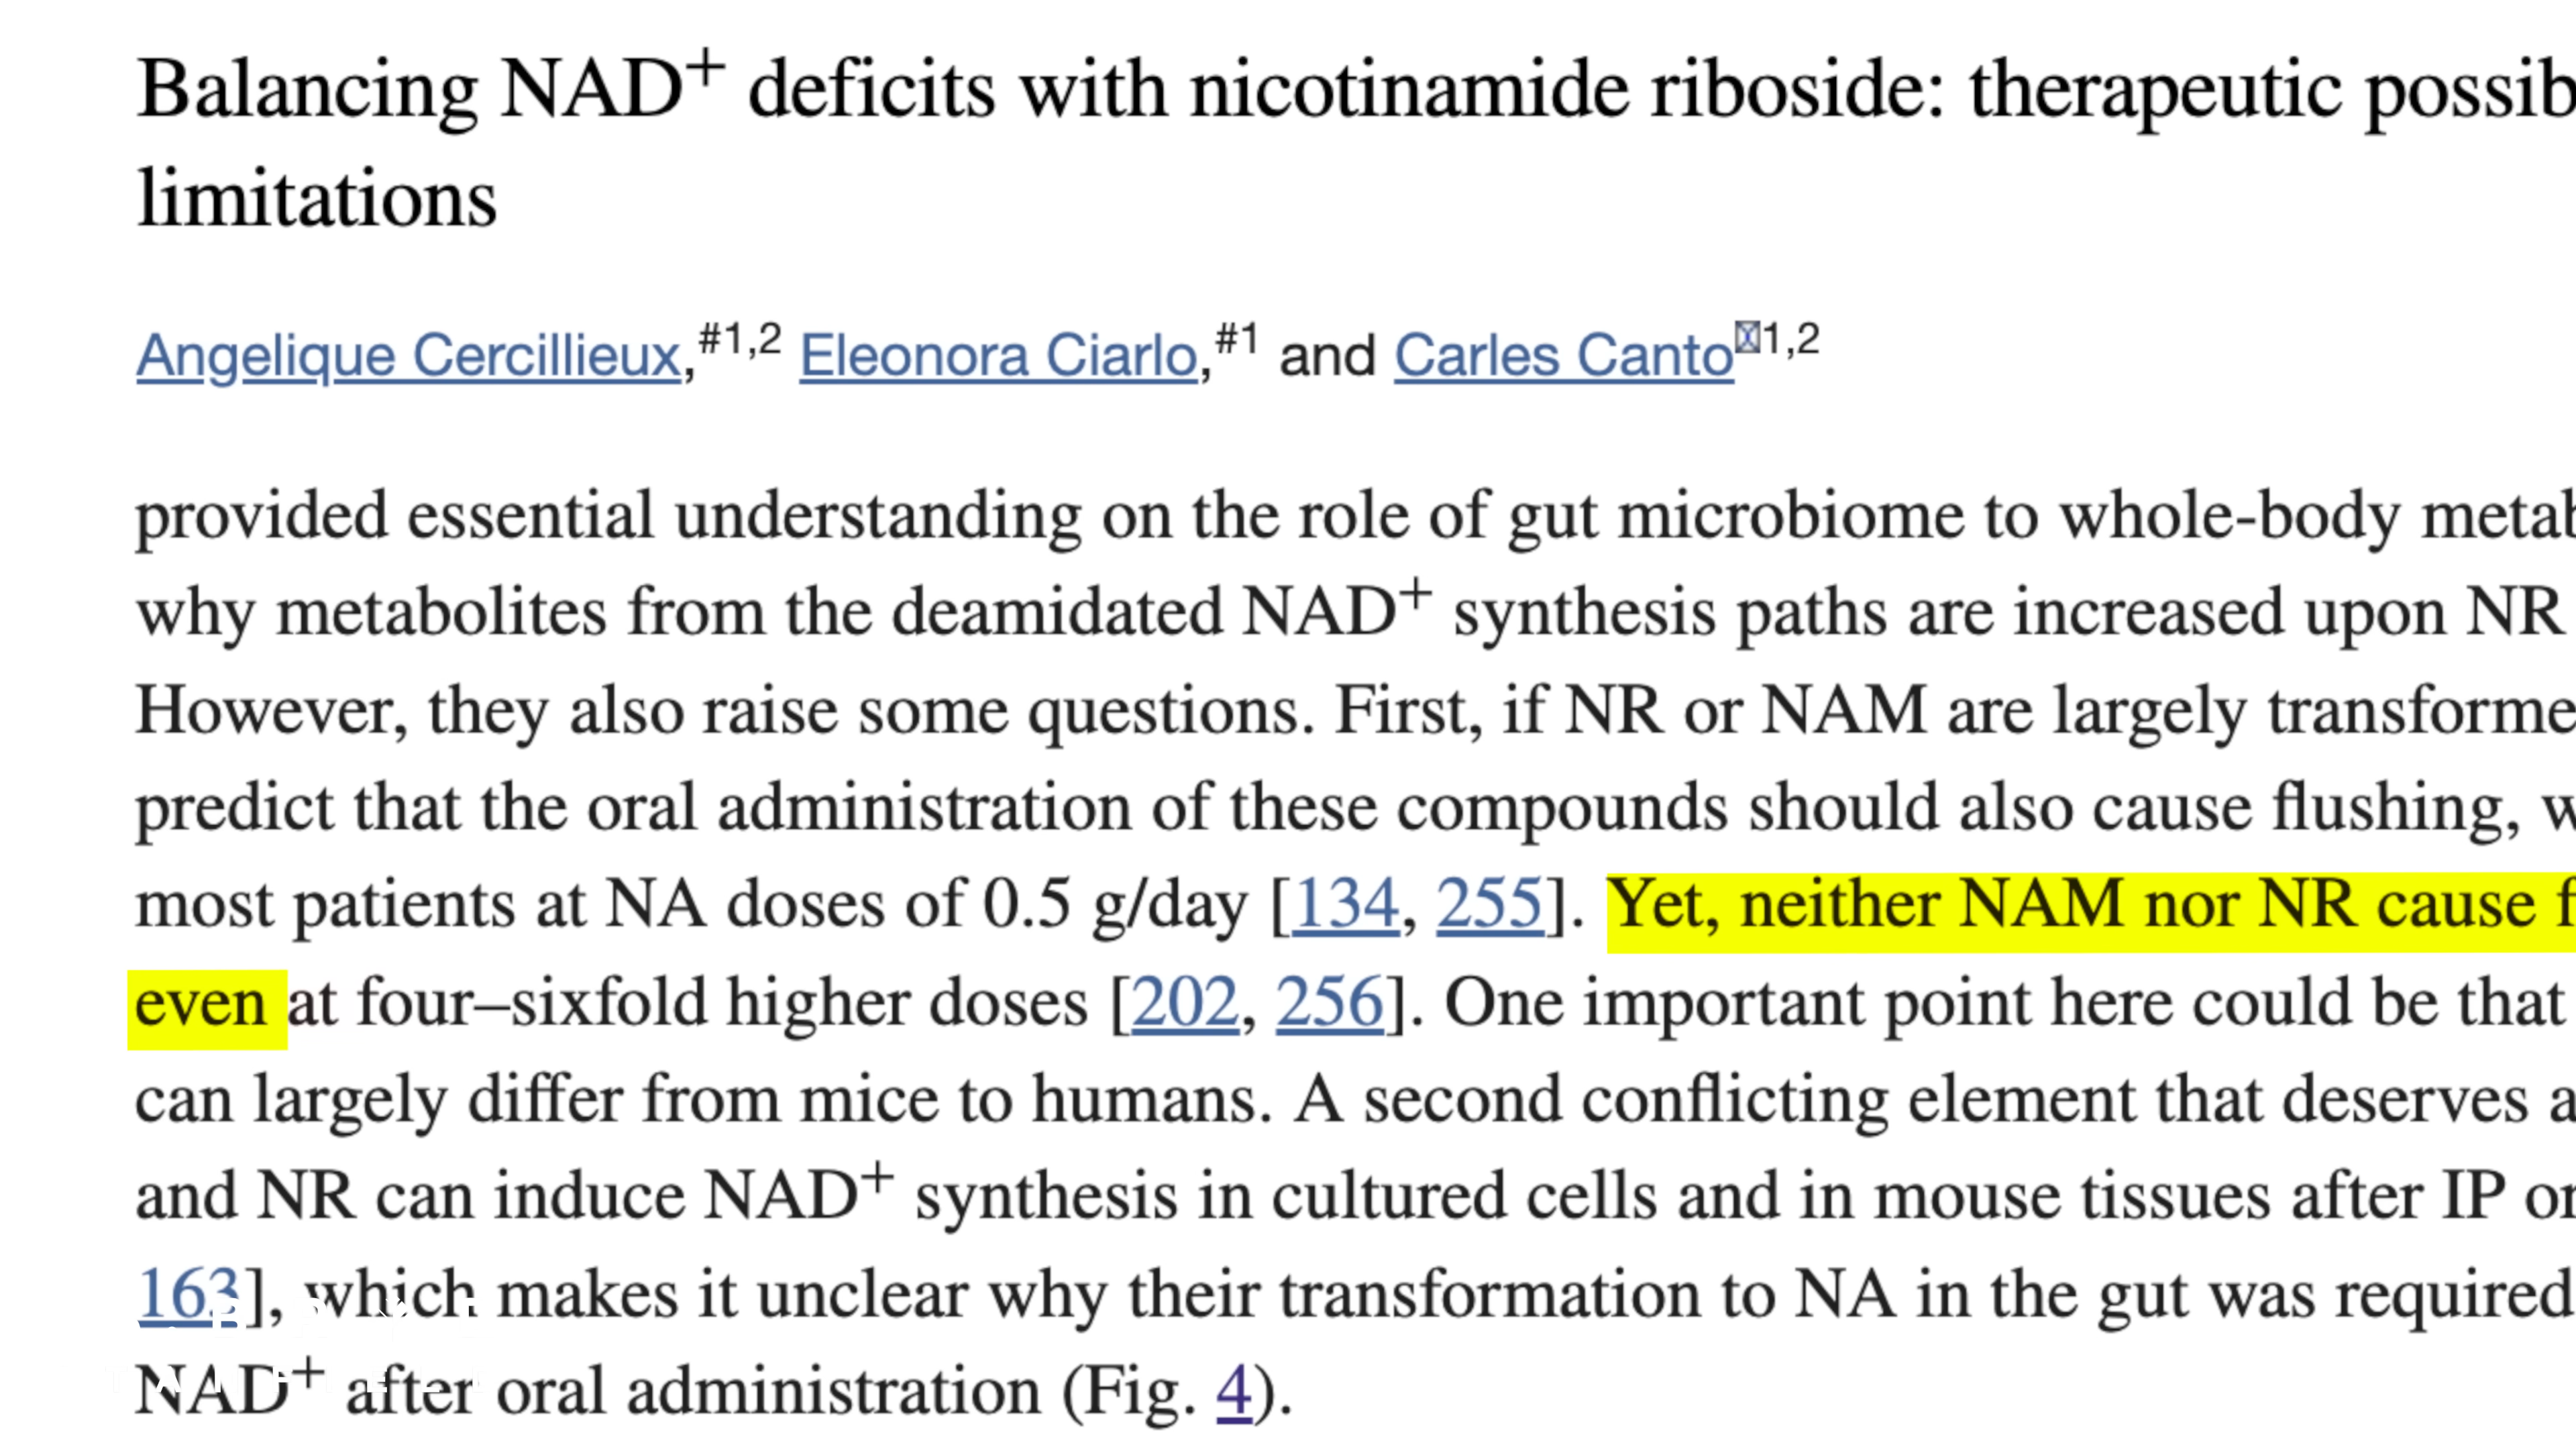 Balancing NAD+ deficits with nicotinamide riboside: therapeutic possib
limitations
Angelique Cercillieux,#1,2 Eleonora Ciarlo,#1 and Carles Canto1,2
provided essential understanding on the role of gut microbiome to whole-body metab
why metabolites from the deamidated NAD+ synthesis paths are increased upon NR
However, they also raise some questions. First, if NR or NAM are largely transforme
predict that the oral administration of these compounds should also cause flushing, w
most patients at NA doses of 0.5 g/day [134, 255]. Yet, neither NAM nor NR cause f
even at four–sixfold higher doses [202, 256]. One important point here could be that
can largely differ from mice to humans. A second conflicting element that deserves a
and NR can induce NAD+ synthesis in cultured cells and in mouse tissues after IP or
163], which makes it unclear why their transformation to NA in the gut was required
NAD+ after oral administration (Fig. 4).